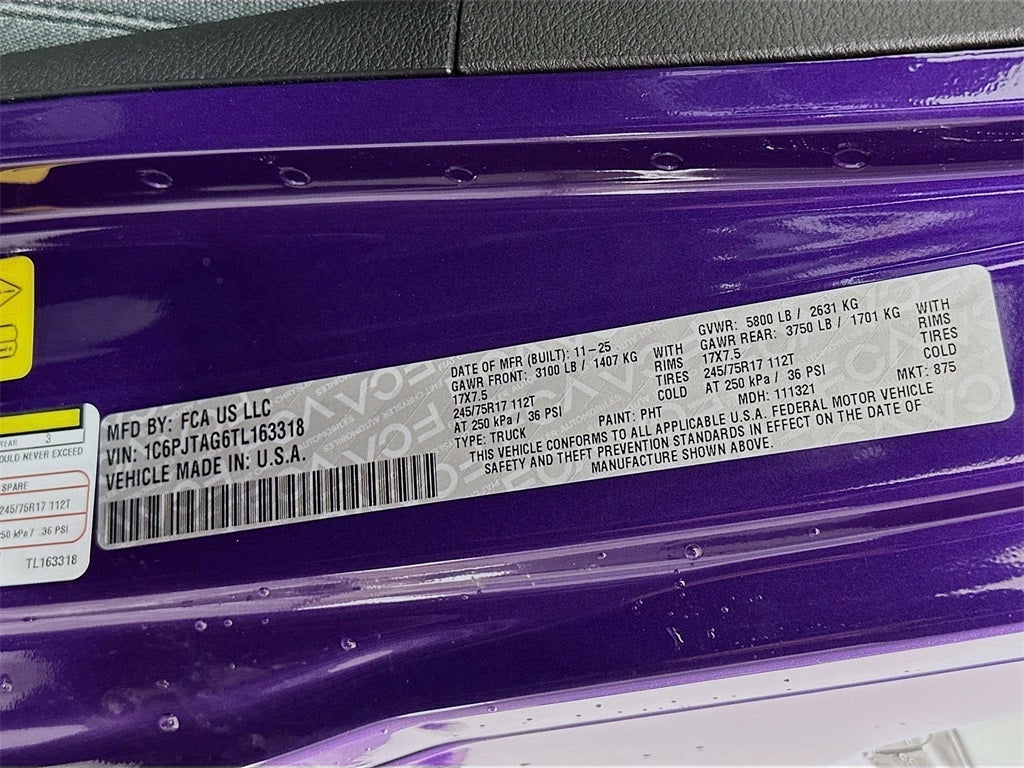 MFD BY: FCA US LLC
VIN: 1C6PJTAG6TL163318
VEHICLE MADE IN: U.S.A.
DATE OF MFR (BUILT): 11-25
GAWR FRONT: 3100 LB / 1407 KG WITH
17X7.5 RIMS
245/75R17 112T TIRES
AT 250 kPa / 36 PSI COLD
TYPE: TRUCK
PAINT: PHT
GVWR: 5800 LB / 2631 KG
GAWR REAR: 3750 LB / 1701 KG WITH
17X7.5 RIMS
245/75R17 112T TIRES
AT 250 kPa / 36 PSI COLD
MDH: 111321
MKT: 875
THIS VEHICLE CONFORMS TO ALL APPLICABLE U.S.A. FEDERAL MOTOR VEHICLE
SAFETY AND THEFT PREVENTION STANDARDS IN EFFECT ON THE DATE OF
MANUFACTURE SHOWN ABOVE.
REAR 3
SHOULD NEVER EXCEED
SPARE
245/75R17 112T
250 kPa / 36 PSI
TL163318